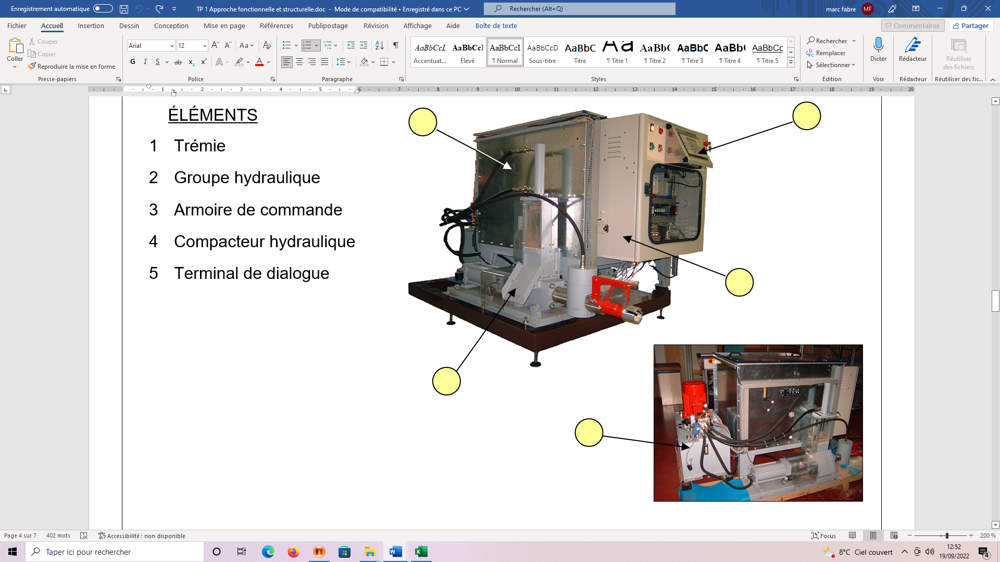 Enregistrement automatique
TP 1 Approche fonctionnelle et structurelle.doc - Mode de compatibilité • Enregistré dans ce PC
Rechercher (Alt+Q)
marc fabre MF
Fichier Accueil Insertion Dessin Conception Mise en page Références Publipostage Révision Affichage Aide Boîte de texte
Commentaires Partager
Coller
Couper
Copier
Reproduire la mise en forme
Presse-papiers
Arial 12
G I S ab x₂ x² A A
Police
Paragraphe
AaBbCcI AaBbCcI AaBbCcI AaBbCcD AaBbC AaBbC AaBbC AaBbC AaBbCc
Accentuat... Élevé ¶ Normal Sous-titre Titre ¶ Titre 1 ¶ Titre 2 ¶ Titre 3 ¶ Titre 4 ¶ Titre 5
Styles
Rechercher
Remplacer
Sélectionner
Édition
Dicter
Voix
Rédacteur
Rédacteur
Réutiliser
des fichiers
Réutiliser des fic...
1 2 3 4 5 6 7 8 9 10 11 12 13 14 15 16 17 18 19 20
ÉLÉMENTS
1 Trémie
2 Groupe hydraulique
3 Armoire de commande
4 Compacteur hydraulique
5 Terminal de dialogue
Page 4 sur 7 402 mots Accessibilité : non disponible
Focus 200 %
Taper ici pour rechercher
8°C Ciel couvert
12:52
19/09/2022
4